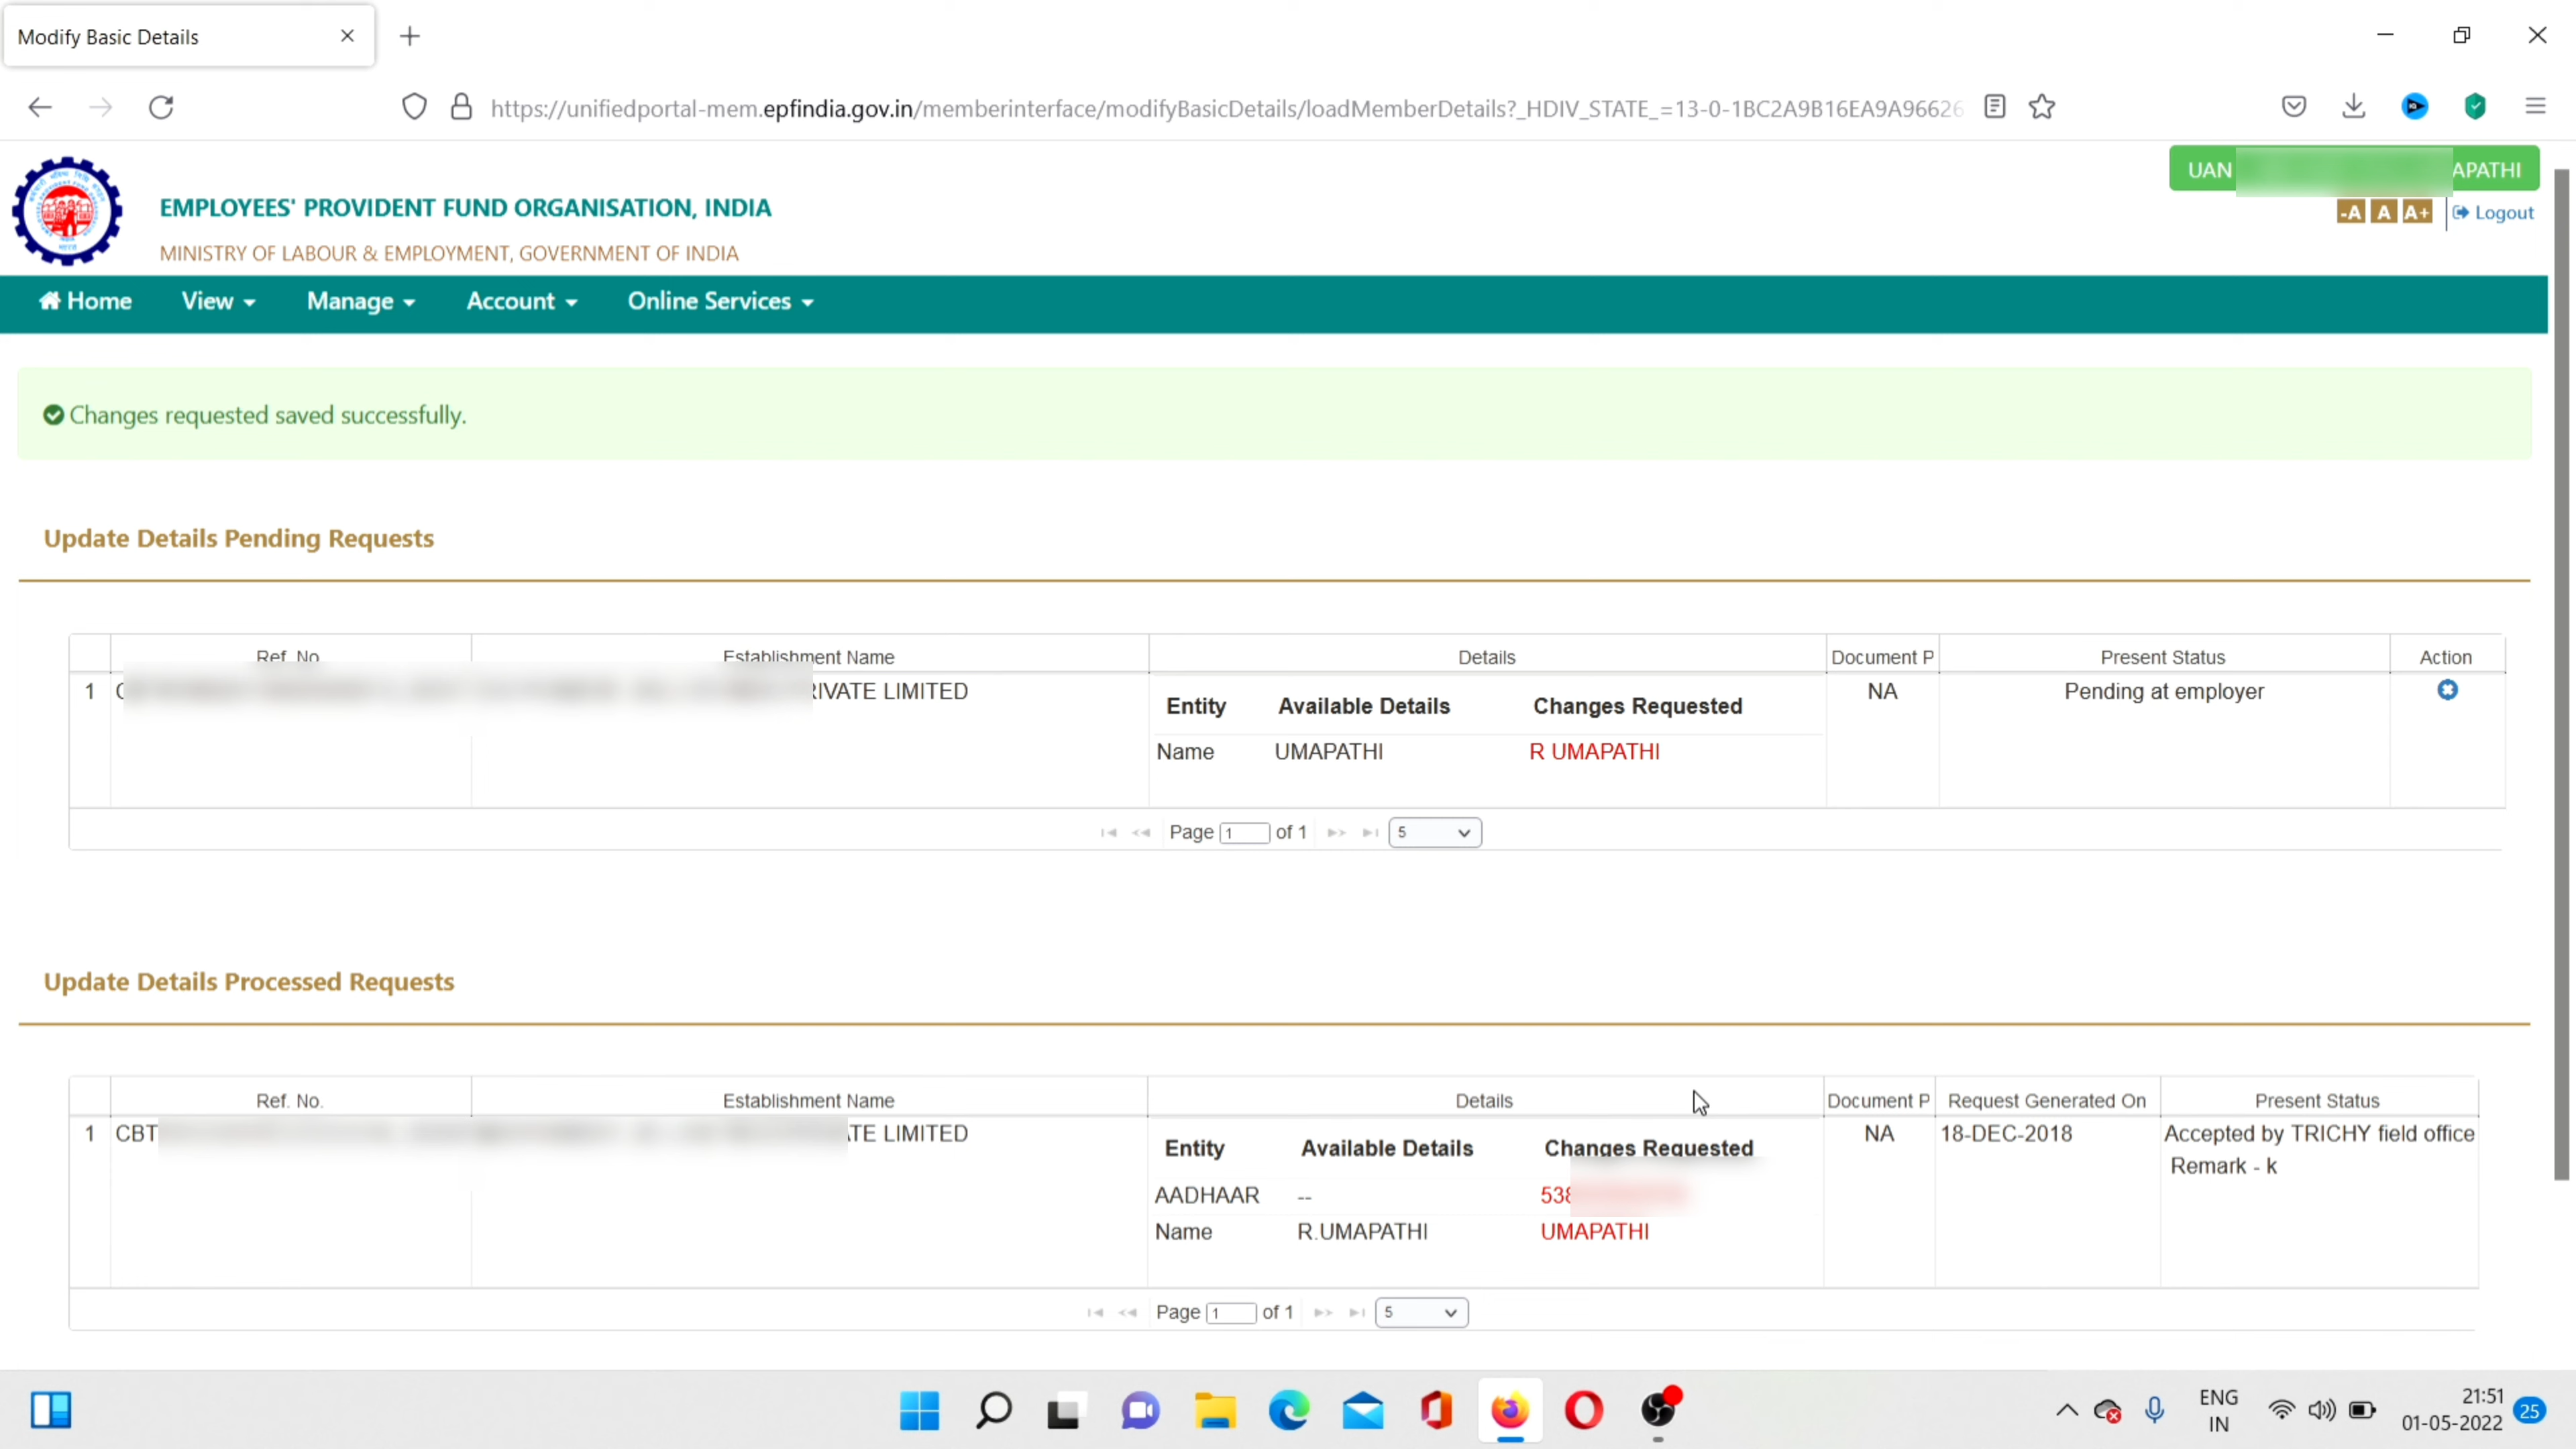 Modify Basic Details
https://unifiedportal-mem.epfindia.gov.in/memberinterface/modifyBasicDetails/loadMemberDetails?_HDIV_STATE_=13-0-1BC2A9B16EA9A96626
UAN APATHI
EMPLOYEES' PROVIDENT FUND ORGANISATION, INDIA
-A A A+ Logout
MINISTRY OF LABOUR & EMPLOYMENT, GOVERNMENT OF INDIA
Home View Manage Account Online Services
Changes requested saved successfully.
Update Details Pending Requests
Ref. No. Establishment Name Details Document P Present Status Action
1 RIVATE LIMITED NA Pending at employer
Entity Available Details Changes Requested
Name UMAPATHI R UMAPATHI
Page 1 of 1 5
Update Details Processed Requests
Ref. No. Establishment Name Details Document P Request Generated On Present Status
1 CBT TE LIMITED NA 18-DEC-2018 Accepted by TRICHY field office
Entity Available Details Changes Requested Remark - k
AADHAAR -- 538
Name R.UMAPATHI UMAPATHI
Page 1 of 1 5
ENG 21:51
IN 01-05-2022 25